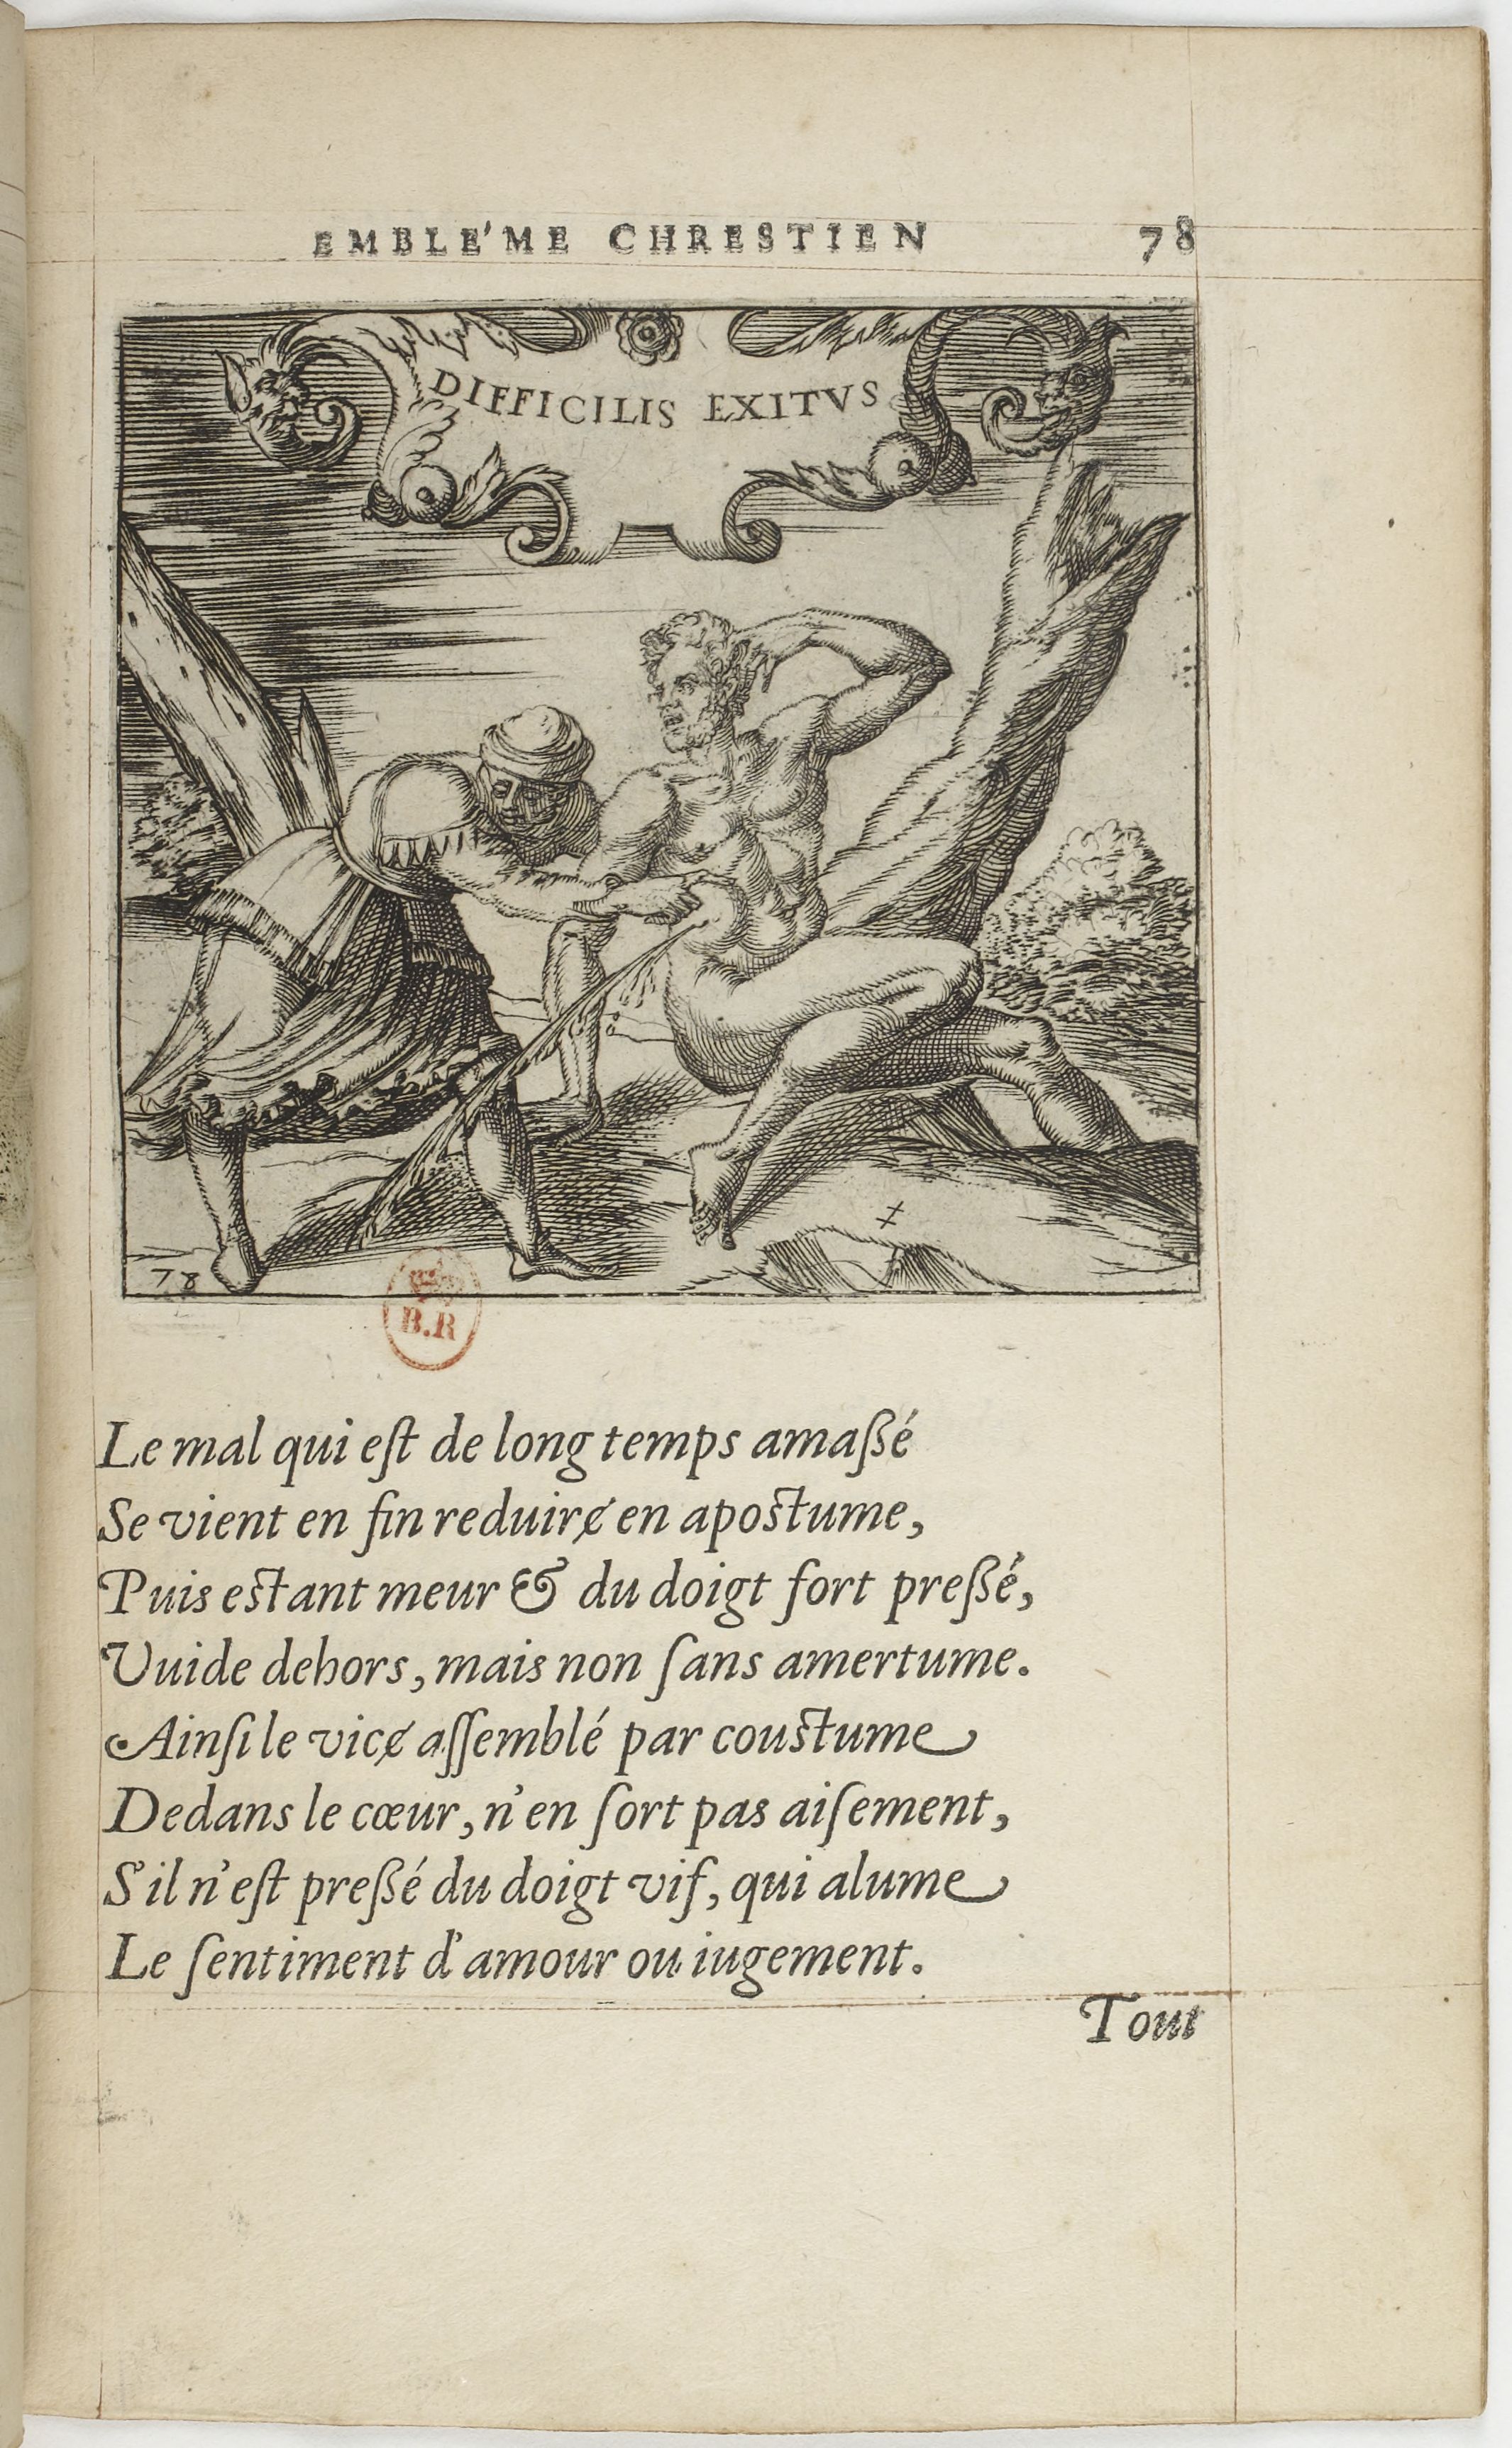 EMBLE'ME CHRESTIEN 78
DIFFICILIS EXITVS
78
B.R
Le mal qui eſt de long temps amaſſé
Se vient en fin reduirɇ en apostume,
Puis estant meur & du doigt fort preſſé,
Vuide dehors, mais non ſans amertume.
Ainſi le vicɇ aſſemblé par coustume
Dedans le cœur, n'en ſort pas aiſement,
S'il n'eſt preſſé du doigt vif, qui alume
Le ſentiment d'amour ou iugement.
Tout